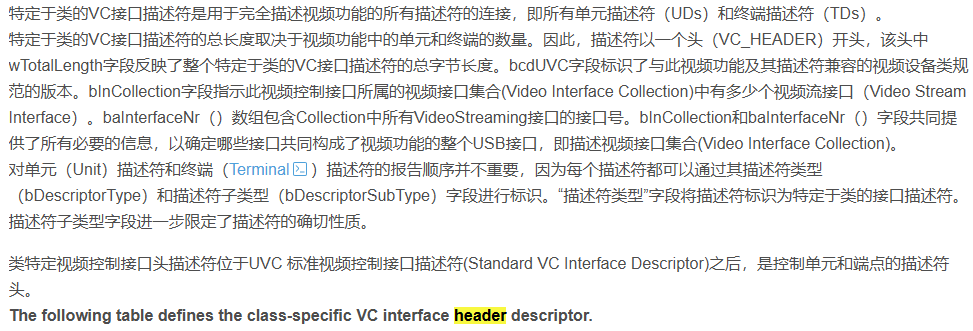 特定于类的VC接口描述符是用于完全描述视频功能的所有描述符的连接，即所有单元描述符（UDs）和终端描述符（TDs）。
特定于类的VC接口描述符的总长度取决于视频功能中的单元和终端的数量。因此，描述符以一个头（VC_HEADER）开头，该头中
wTotalLength字段反映了整个特定于类的VC接口描述符的总字节长度。bcdUVC字段标识了与此视频功能及其描述符兼容的视频设备类规
范的版本。bInCollection字段指示此视频控制接口所属的视频接口集合(Video Interface Collection)中有多少个视频流接口（Video Stream
Interface）。baInterfaceNr（）数组包含Collection中所有VideoStreaming接口的接口号。bInCollection和baInterfaceNr（）字段共同提
供了所有必要的信息，以确定哪些接口共同构成了视频功能的整个USB接口，即描述视频接口集合(Video Interface Collection)。
对单元（Unit）描述符和终端（Terminal）描述符的报告顺序并不重要，因为每个描述符都可以通过其描述符类型
（bDescriptorType）和描述符子类型（bDescriptorSubType）字段进行标识。“描述符类型”字段将描述符标识为特定于类的接口描述符。
描述符子类型字段进一步限定了描述符的确切性质。
类特定视频控制接口头描述符位于UVC 标准视频控制接口描述符(Standard VC Interface Descriptor)之后，是控制单元和端点的描述符
头。
The following table defines the class-specific VC interface header descriptor.